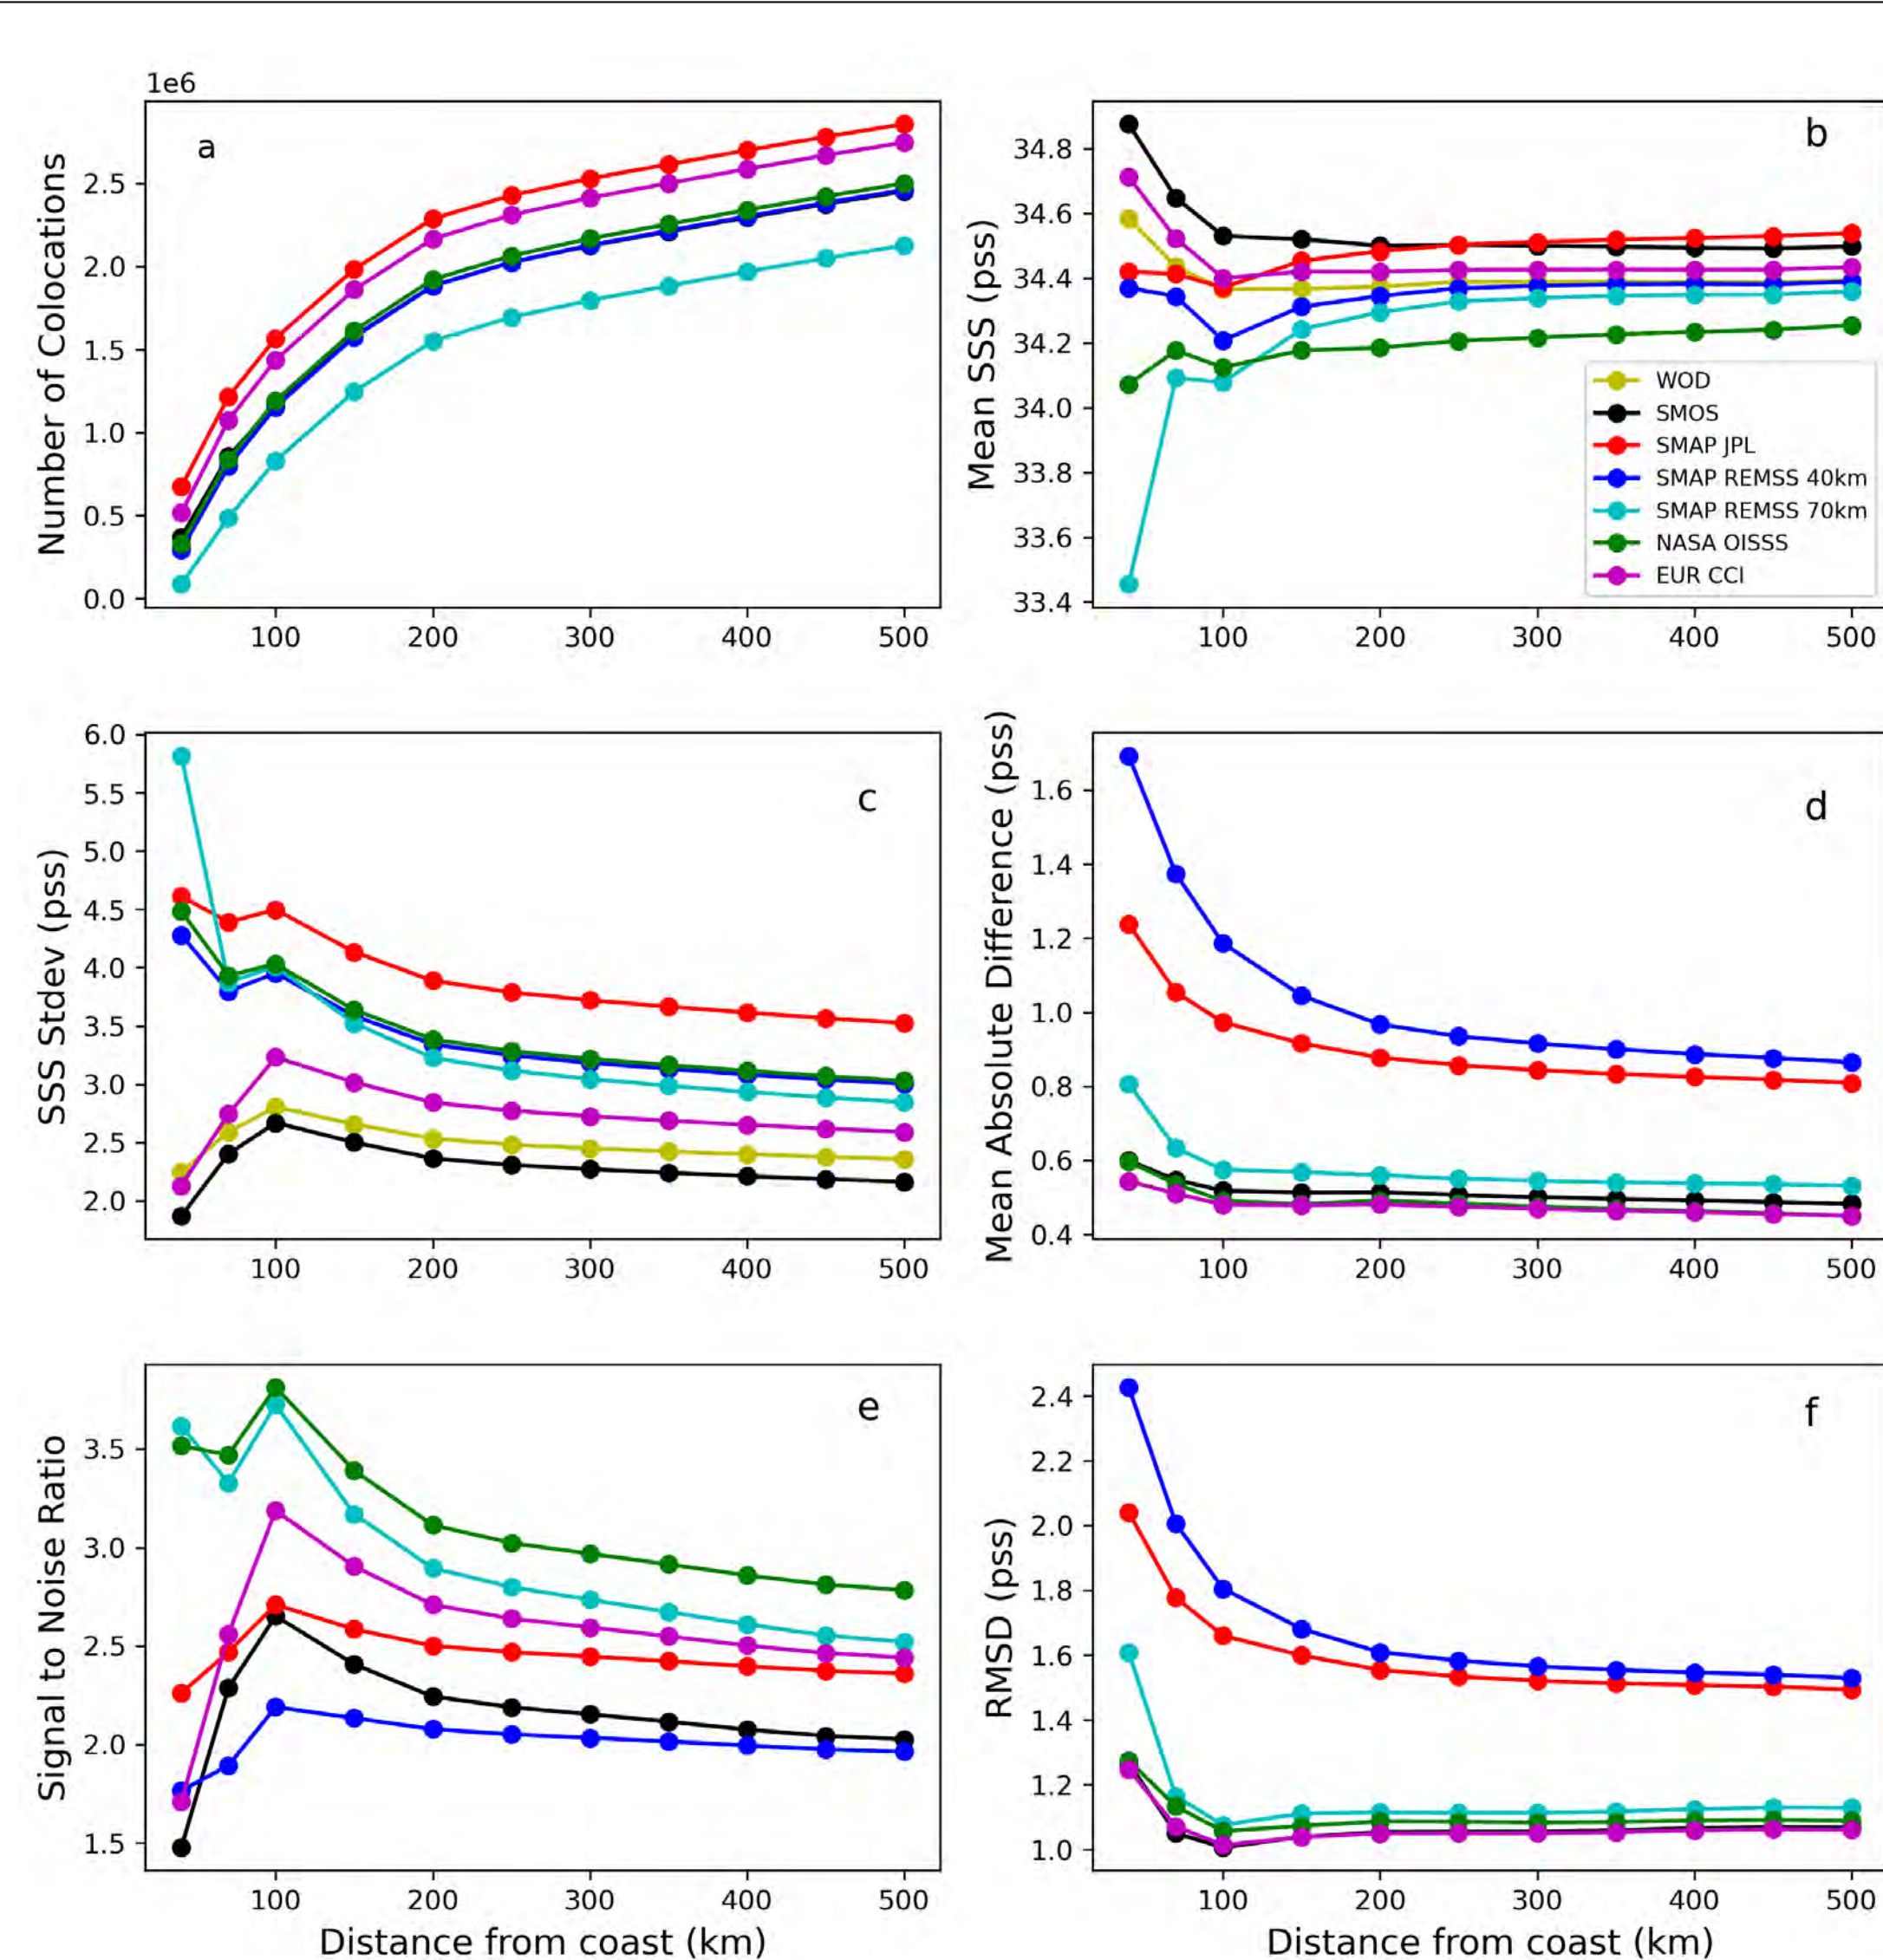 1e6
a
Number of Colocations
2.5
2.0
1.5
1.0
0.5
0.0
100 200 300 400 500
b
Mean SSS (pss)
34.8
34.6
34.4
34.2
34.0
33.8
33.6
33.4
WOD
SMOS
SMAP JPL
SMAP REMSS 40km
SMAP REMSS 70km
NASA OISSS
EUR CCI
100 200 300 400 500
c
SSS Stdev (pss)
6.0
5.5
5.0
4.5
4.0
3.5
3.0
2.5
2.0
100 200 300 400 500
d
Mean Absolute Difference (pss)
1.6
1.4
1.2
1.0
0.8
0.6
0.4
100 200 300 400 500
e
Signal to Noise Ratio
3.5
3.0
2.5
2.0
1.5
100 200 300 400 500
Distance from coast (km)
f
RMSD (pss)
2.4
2.2
2.0
1.8
1.6
1.4
1.2
1.0
100 200 300 400 500
Distance from coast (km)